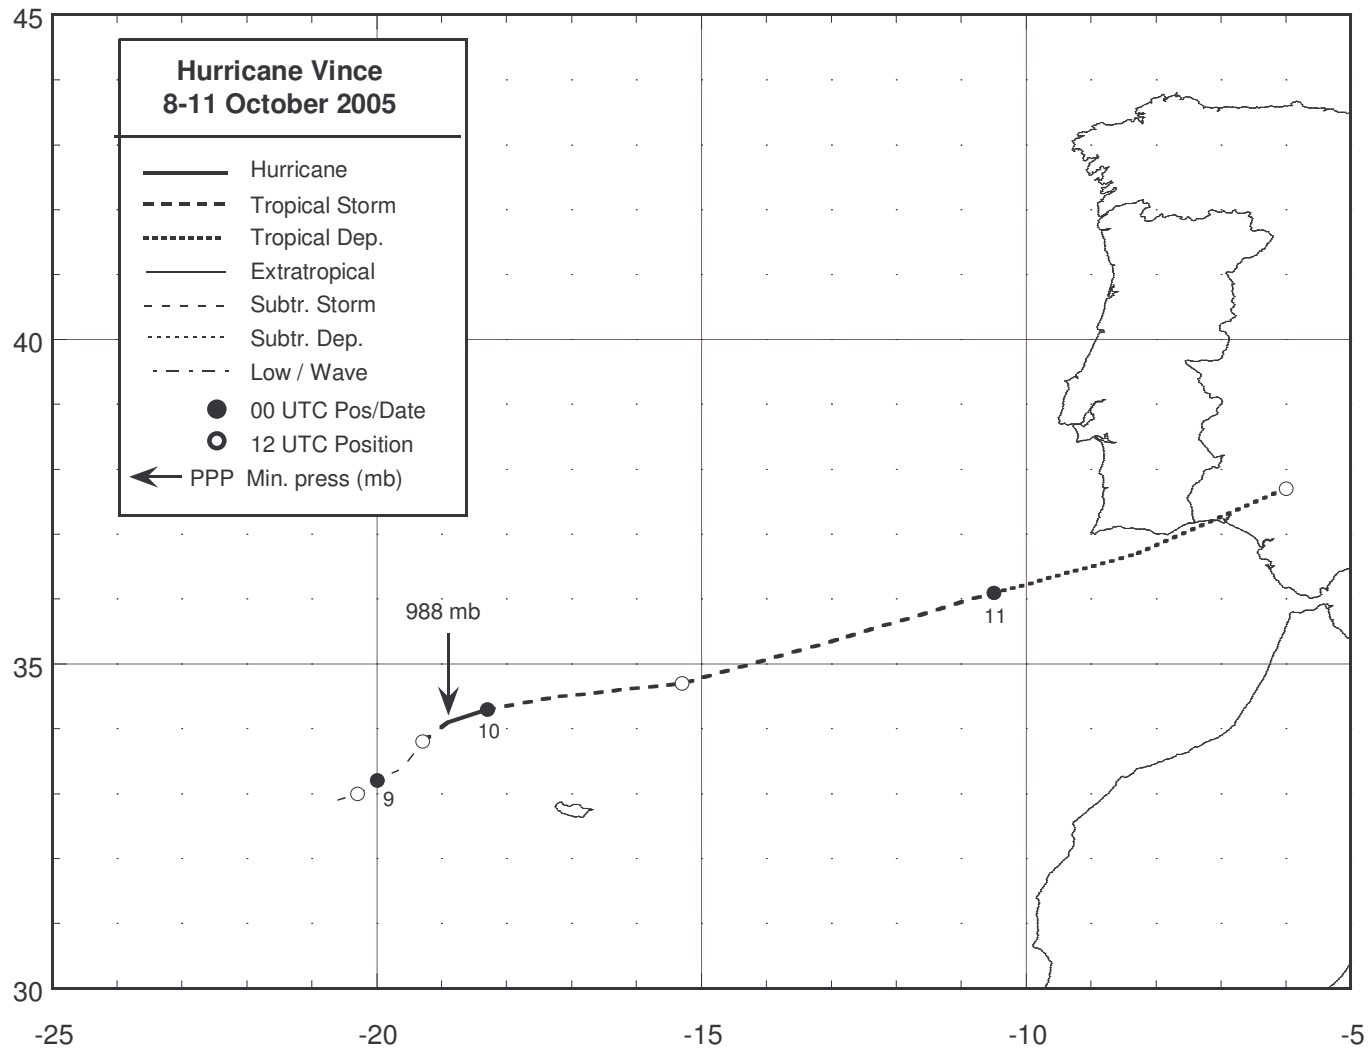 45
Hurricane Vince
8-11 October 2005
Hurricane
Tropical Storm
Tropical Dep.
Extratropical
Subtr. Storm
Subtr. Dep.
Low / Wave
00 UTC Pos/Date
12 UTC Position
PPP Min. press (mb)
40
988 mb
11
35
10
9
30
-25 -20 -15 -10 -5